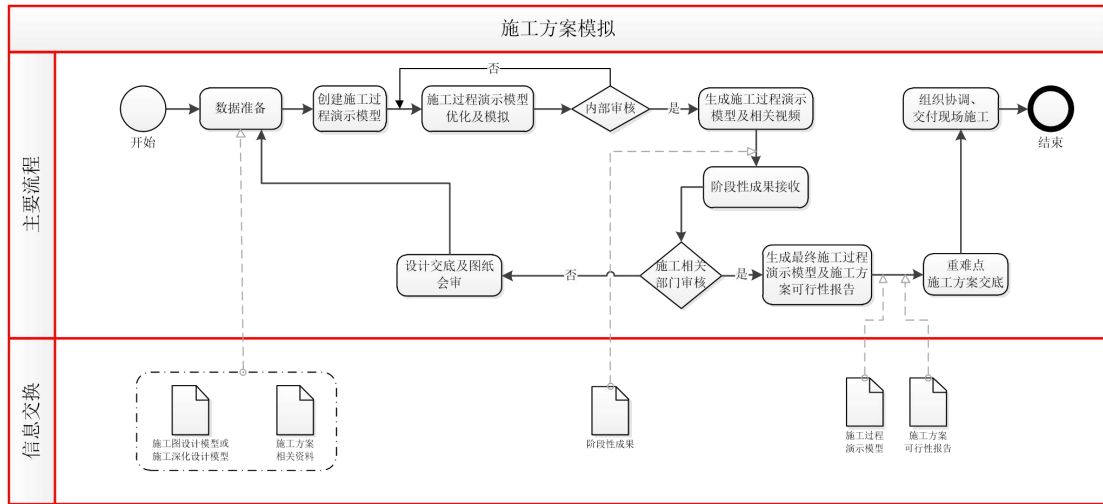 施工方案模拟
主要流程
开始
数据准备
创建施工过
程演示模型
否
施工过程演示模型
优化及模拟
内部审核
是
生成施工过程演示
模型及相关视频
组织协调、
交付现场施工
结束
阶段性成果接收
设计交底及图纸
会审
否
施工相关
部门审核
是
生成最终施工过程
演示模型及施工方
案可行性报告
重难点
施工方案交底
信息交换
施工图设计模型或
施工深化设计模型
施工方案
相关资料
阶段性成果
施工过程
演示模型
施工方案
可行性报告